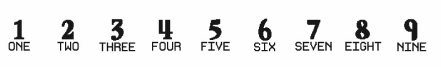 1 2 3 4 5 6 7 8 9
ONE TWO THREE FOUR FIVE SIX SEVEN EIGHT NINE